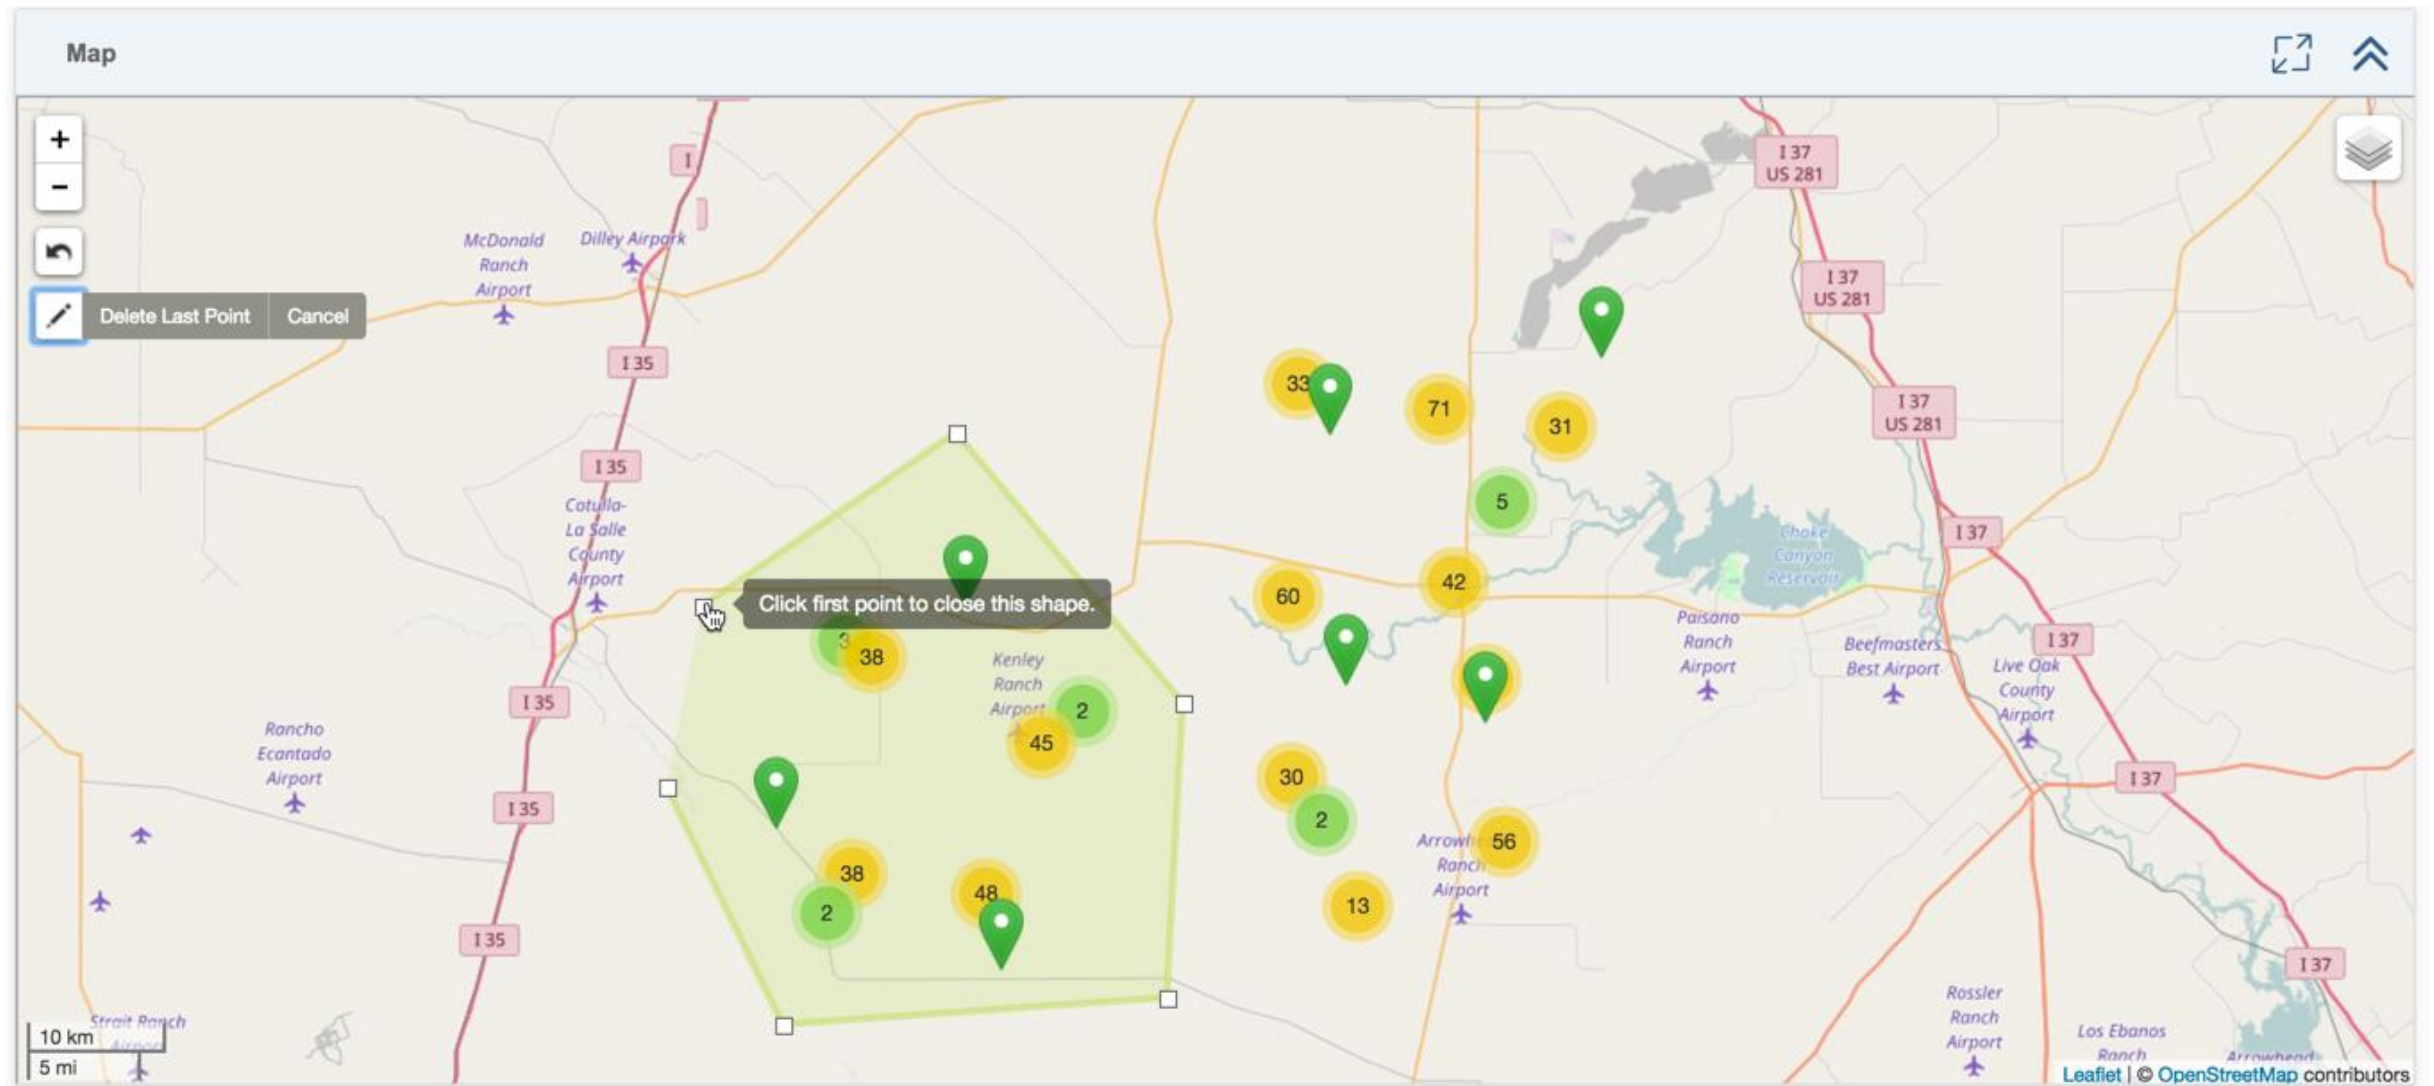 Map
+
−
Delete Last Point
Cancel
I
I 37
US 281
McDonald
Ranch
Airport
Dilley Airpark
I 37
US 281
I 35
33
71
31
I 37
US 281
I 35
Cotulla-
La Salle
County
Airport
5
I 37
Choke
Canyon
Reservoir
42
60
Click first point to close this shape.
3
38
Kenley
Ranch
Airport
2
45
Paisano
Ranch
Airport
Beefmasters
Best Airport
Live Oak
County
Airport
I 37
I 35
Rancho
Ecantado
Airport
30
2
I 37
I 35
56
Ranch
Airport
38
2
48
13
I 35
I 37
Rossler
Ranch
Airport
Los Ebanos
Ranch
Arrowhead
Strait Ranch
Airport
10 km
5 mi
Leaflet | © OpenStreetMap contributors